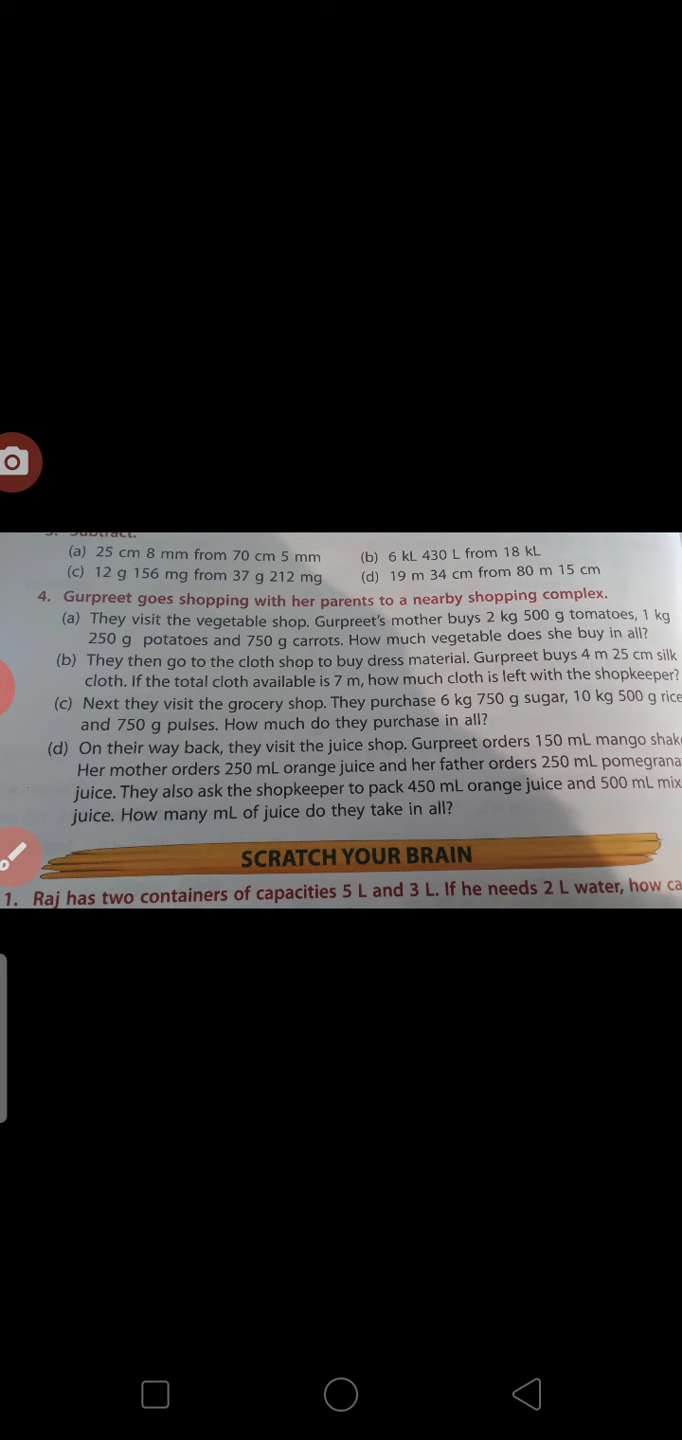 3. Subtract.
(a) 25 cm 8 mm from 70 cm 5 mm (b) 6 kL 430 L from 18 kL
(c) 12 g 156 mg from 37 g 212 mg (d) 19 m 34 cm from 80 m 15 cm
4. Gurpreet goes shopping with her parents to a nearby shopping complex.
(a) They visit the vegetable shop. Gurpreet's mother buys 2 kg 500 g tomatoes, 1 kg
250 g potatoes and 750 g carrots. How much vegetable does she buy in all?
(b) They then go to the cloth shop to buy dress material. Gurpreet buys 4 m 25 cm silk
cloth. If the total cloth available is 7 m, how much cloth is left with the shopkeeper?
(c) Next they visit the grocery shop. They purchase 6 kg 750 g sugar, 10 kg 500 g rice
and 750 g pulses. How much do they purchase in all?
(d) On their way back, they visit the juice shop. Gurpreet orders 150 mL mango shak
Her mother orders 250 mL orange juice and her father orders 250 mL pomegrana
juice. They also ask the shopkeeper to pack 450 mL orange juice and 500 mL mix
juice. How many mL of juice do they take in all?
SCRATCH YOUR BRAIN
1. Raj has two containers of capacities 5 L and 3 L. If he needs 2 L water, how ca